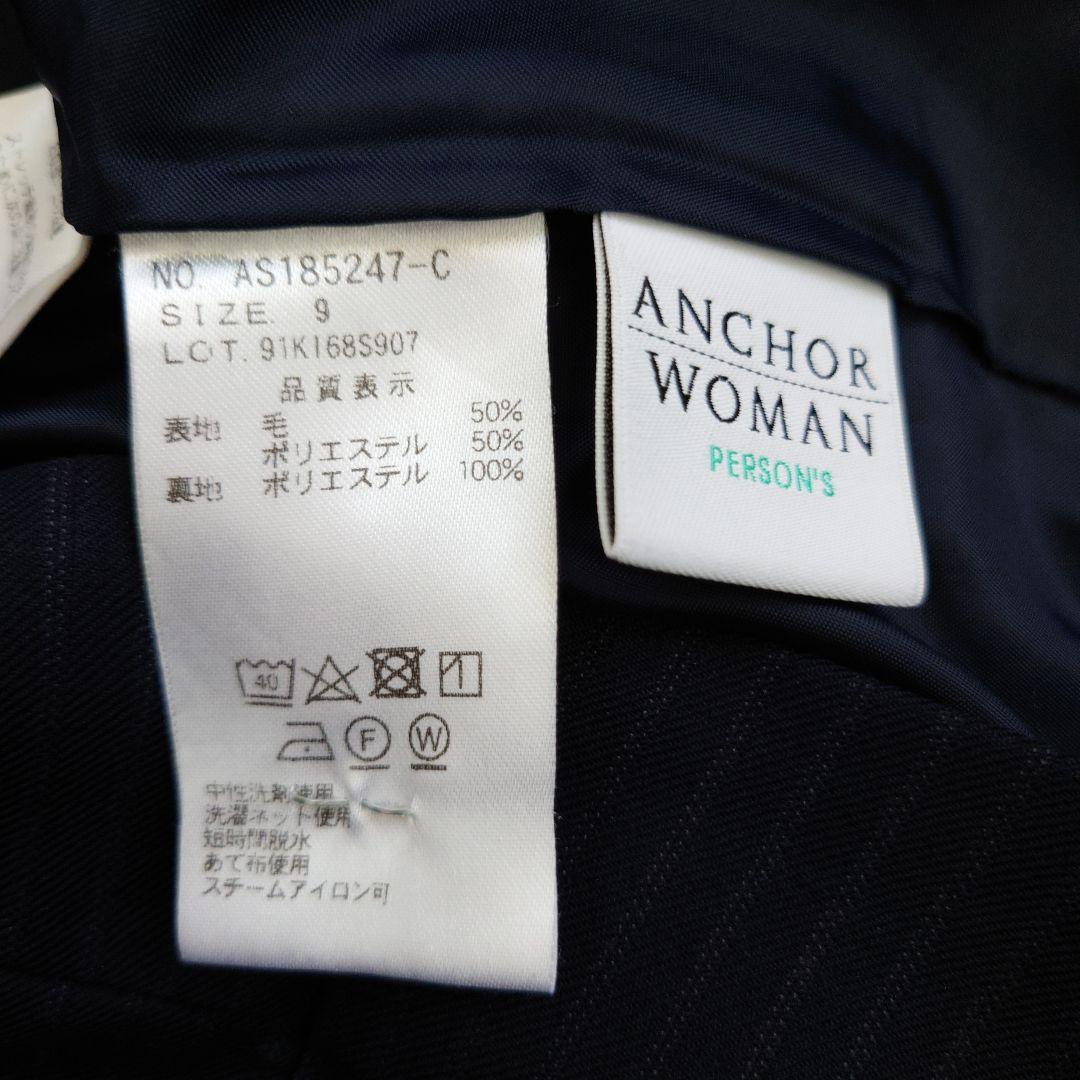 NO. AS185247-C
SIZE. 9
LOT. 91K168S907
品質表示
表地 毛 50%
ポリエステル 50%
裏地 ポリエステル 100%
40
F W
中性洗剤使用
洗濯ネット使用
短時間脱水
あて布使用
スチームアイロン可
ANCHOR
WOMAN
PERSON'S